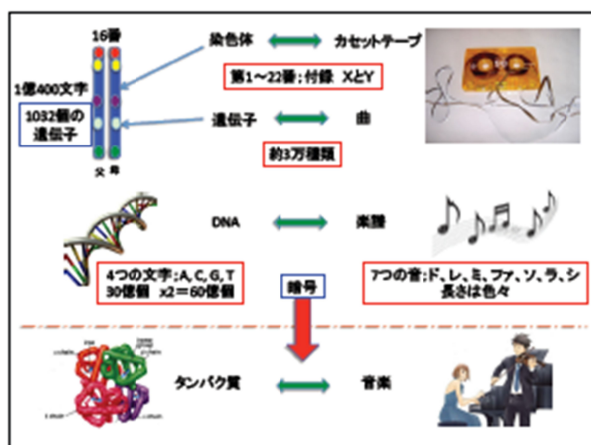 16番
染色体
カセットテープ
第1~22番;付録 XとY
1億400文字
1032個の
遺伝子
遺伝子
曲
約3万種類
父 母
DNA
楽譜
4つの文字;A, C, G, T
30億個 x2=60億個
暗号
7つの音;ド、レ、ミ、ファ、ソ、ラ、シ
長さは色々
タンパク質
音楽